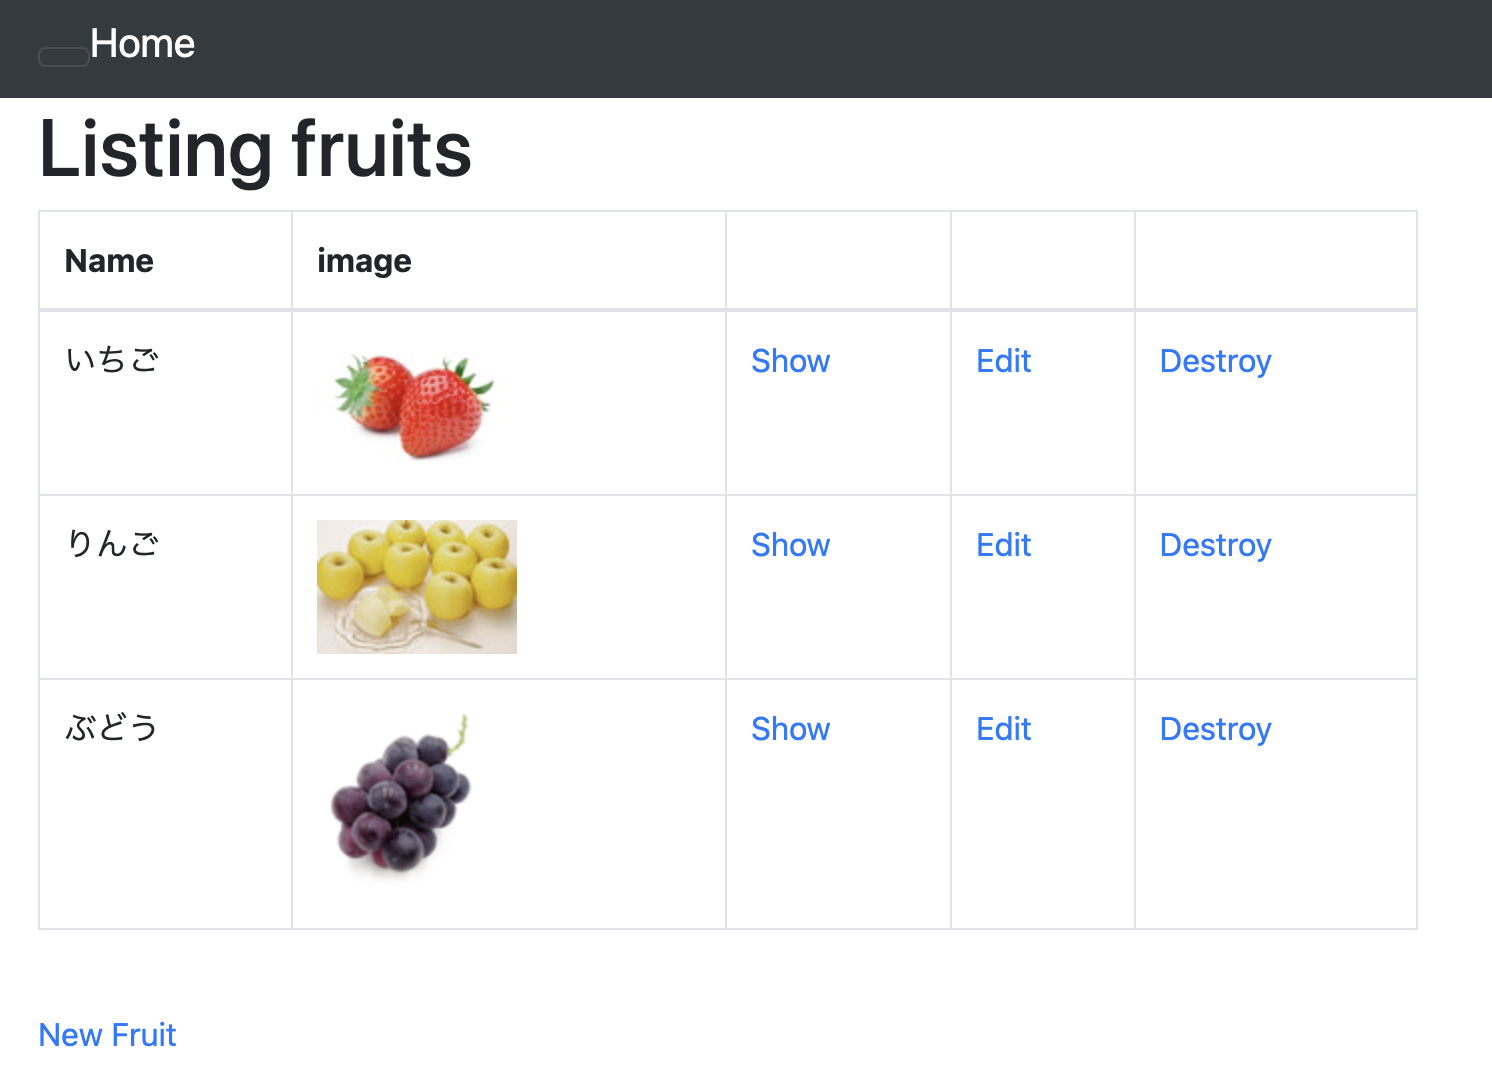 Home
Listing fruits
Name image
いちご Show Edit Destroy
りんご Show Edit Destroy
ぶどう Show Edit Destroy
New Fruit